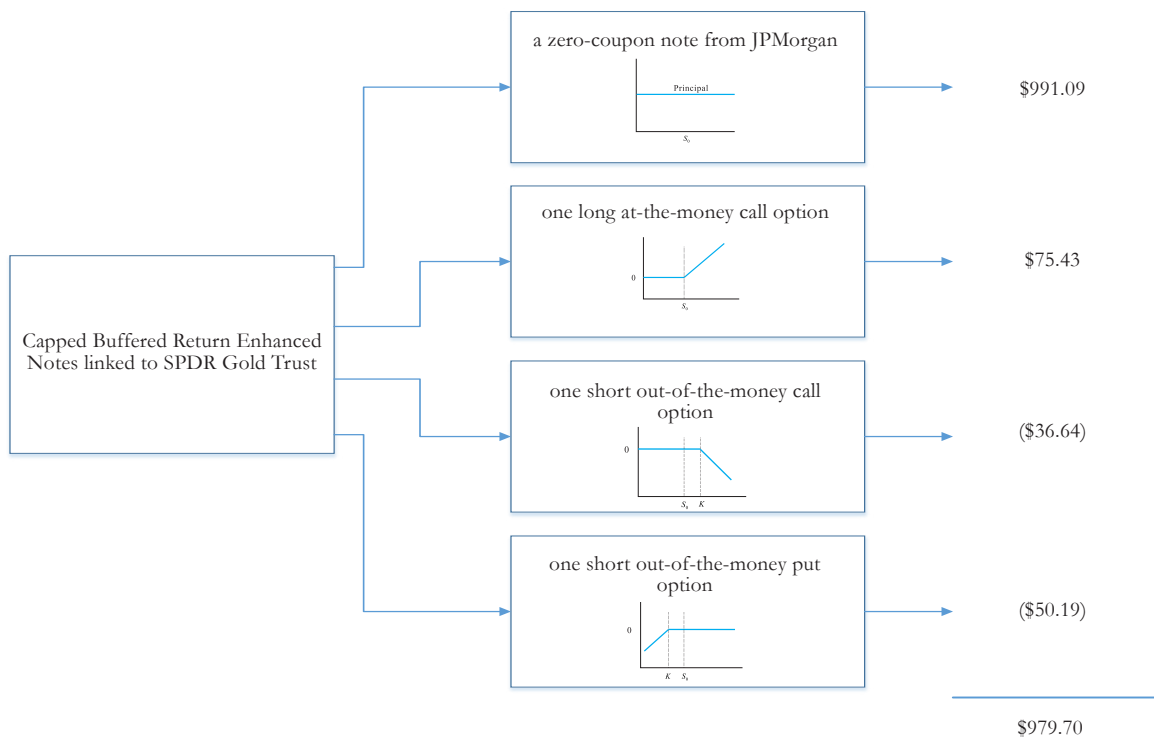 a zero-coupon note from JPMorgan
Principal
S0
$991.09
one long at-the-money call option
0
S0
$75.43
Capped Buffered Return Enhanced
Notes linked to SPDR Gold Trust
one short out-of-the-money call
option
0
S0 K
($36.64)
one short out-of-the-money put
option
0
K S0
($50.19)
$979.70